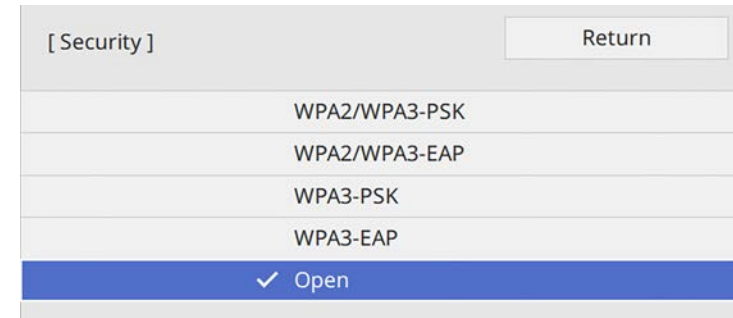 [ Security ]
Return
WPA2/WPA3-PSK
WPA2/WPA3-EAP
WPA3-PSK
WPA3-EAP
✓ Open